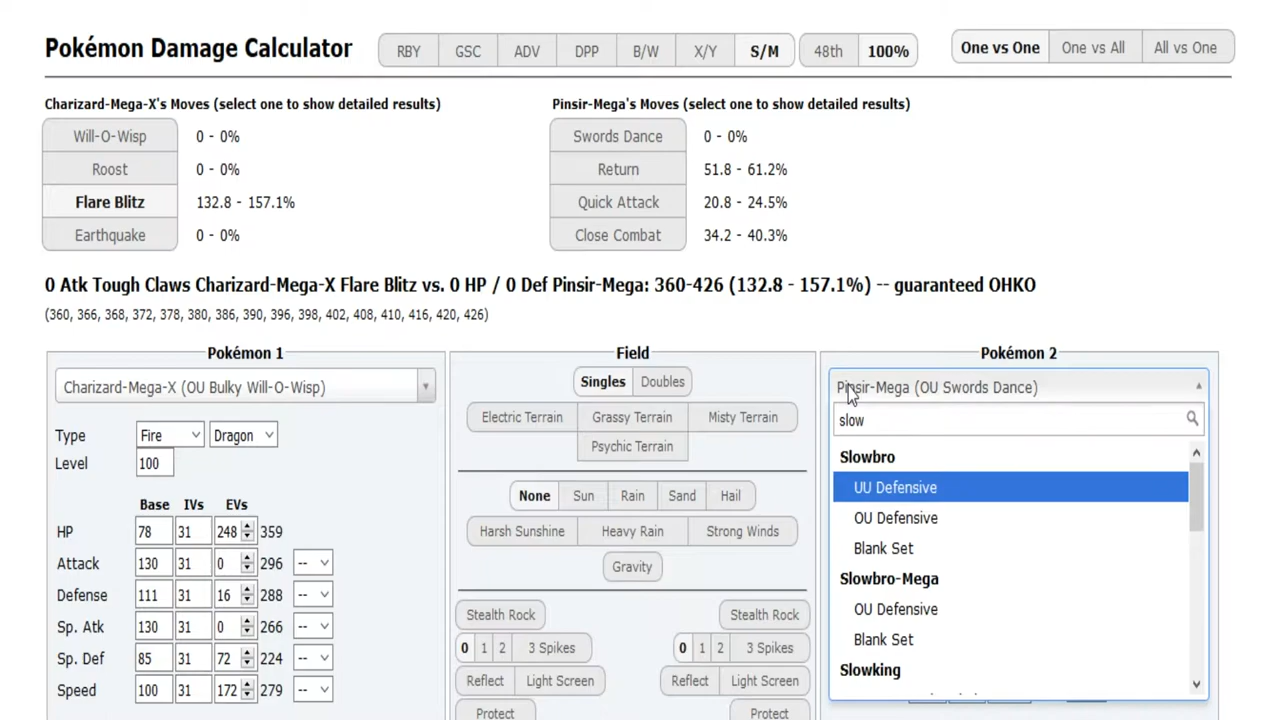 Pokémon Damage Calculator
RBY GSC ADV DPP B/W X/Y S/M 48th 100% One vs One One vs All All vs One
Charizard-Mega-X's Moves (select one to show detailed results)
Will-O-Wisp 0 - 0%
Roost 0 - 0%
Flare Blitz 132.8 - 157.1%
Earthquake 0 - 0%
Pinsir-Mega's Moves (select one to show detailed results)
Swords Dance 0 - 0%
Return 51.8 - 61.2%
Quick Attack 20.8 - 24.5%
Close Combat 34.2 - 40.3%
0 Atk Tough Claws Charizard-Mega-X Flare Blitz vs. 0 HP / 0 Def Pinsir-Mega: 360-426 (132.8 - 157.1%) -- guaranteed OHKO
(360, 366, 368, 372, 378, 380, 386, 390, 396, 398, 402, 408, 410, 416, 420, 426)
Pokémon 1
Charizard-Mega-X (OU Bulky Will-O-Wisp)
Type Fire Dragon
Level 100
Base IVs EVs
HP 78 31 248 359
Attack 130 31 0 296 --
Defense 111 31 16 288 --
Sp. Atk 130 31 0 266 --
Sp. Def 85 31 72 224 --
Speed 100 31 172 279 --
Field
Singles Doubles
Electric Terrain Grassy Terrain Misty Terrain
Psychic Terrain
None Sun Rain Sand Hail
Harsh Sunshine Heavy Rain Strong Winds
Gravity
Stealth Rock Stealth Rock
0 1 2 3 Spikes 0 1 2 3 Spikes
Reflect Light Screen Reflect Light Screen
Protect Protect
Pokémon 2
Pinsir-Mega (OU Swords Dance)
slow
Slowbro
UU Defensive
OU Defensive
Blank Set
Slowbro-Mega
OU Defensive
Blank Set
Slowking